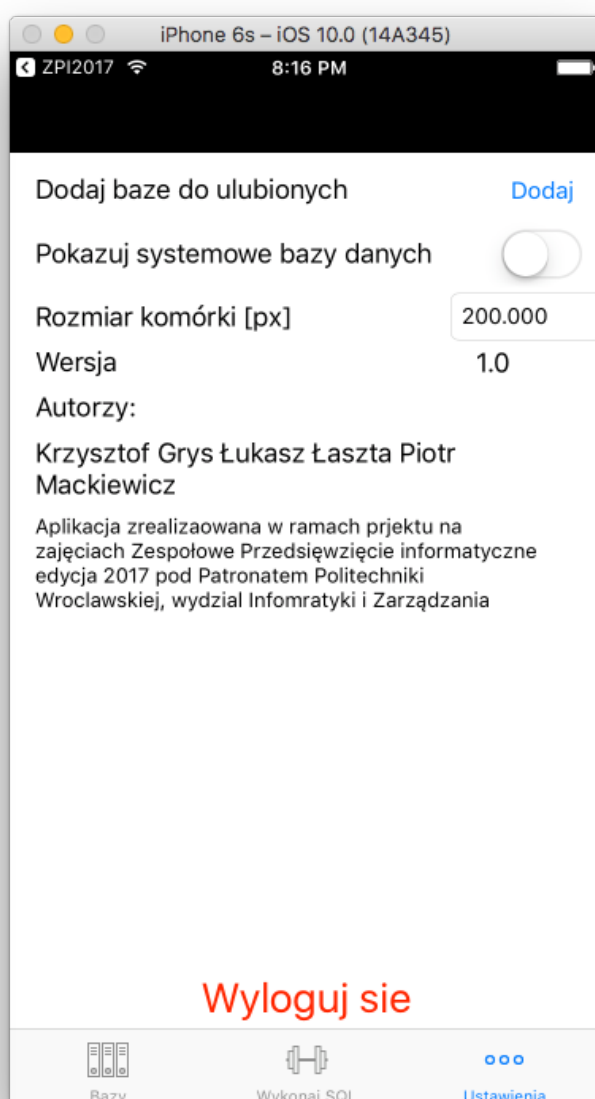 iPhone 6s – iOS 10.0 (14A345)
ZPI2017 8:16 PM
Dodaj baze do ulubionych Dodaj
Pokazuj systemowe bazy danych
Rozmiar komórki [px] 200.000
Wersja 1.0
Autorzy:
Krzysztof Grys Łukasz Łaszta Piotr
Mackiewicz
Aplikacja zrealizaowana w ramach prjektu na
zajęciach Zespołowe Przedsięwzięcie informatyczne
edycja 2017 pod Patronatem Politechniki
Wroclawskiej, wydzial Infomratyki i Zarządzania
Wyloguj sie
Bazy Wykonaj SQL Ustawienia